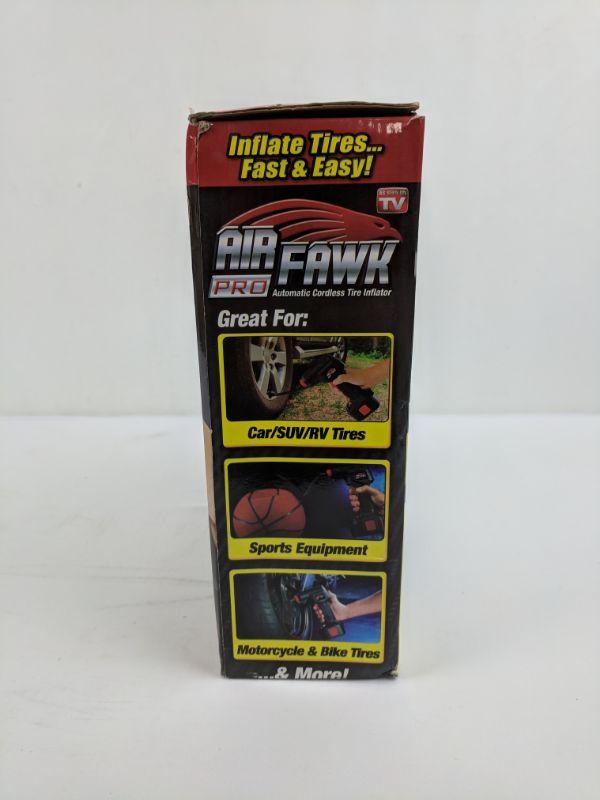 Inflate Tires...
Fast & Easy!
AS SEEN ON
TV
AIR FAWK
PRO
Automatic Cordless Tire Inflator
Great For:
Car/SUV/RV Tires
Sports Equipment
Motorcycle & Bike Tires
...& More!